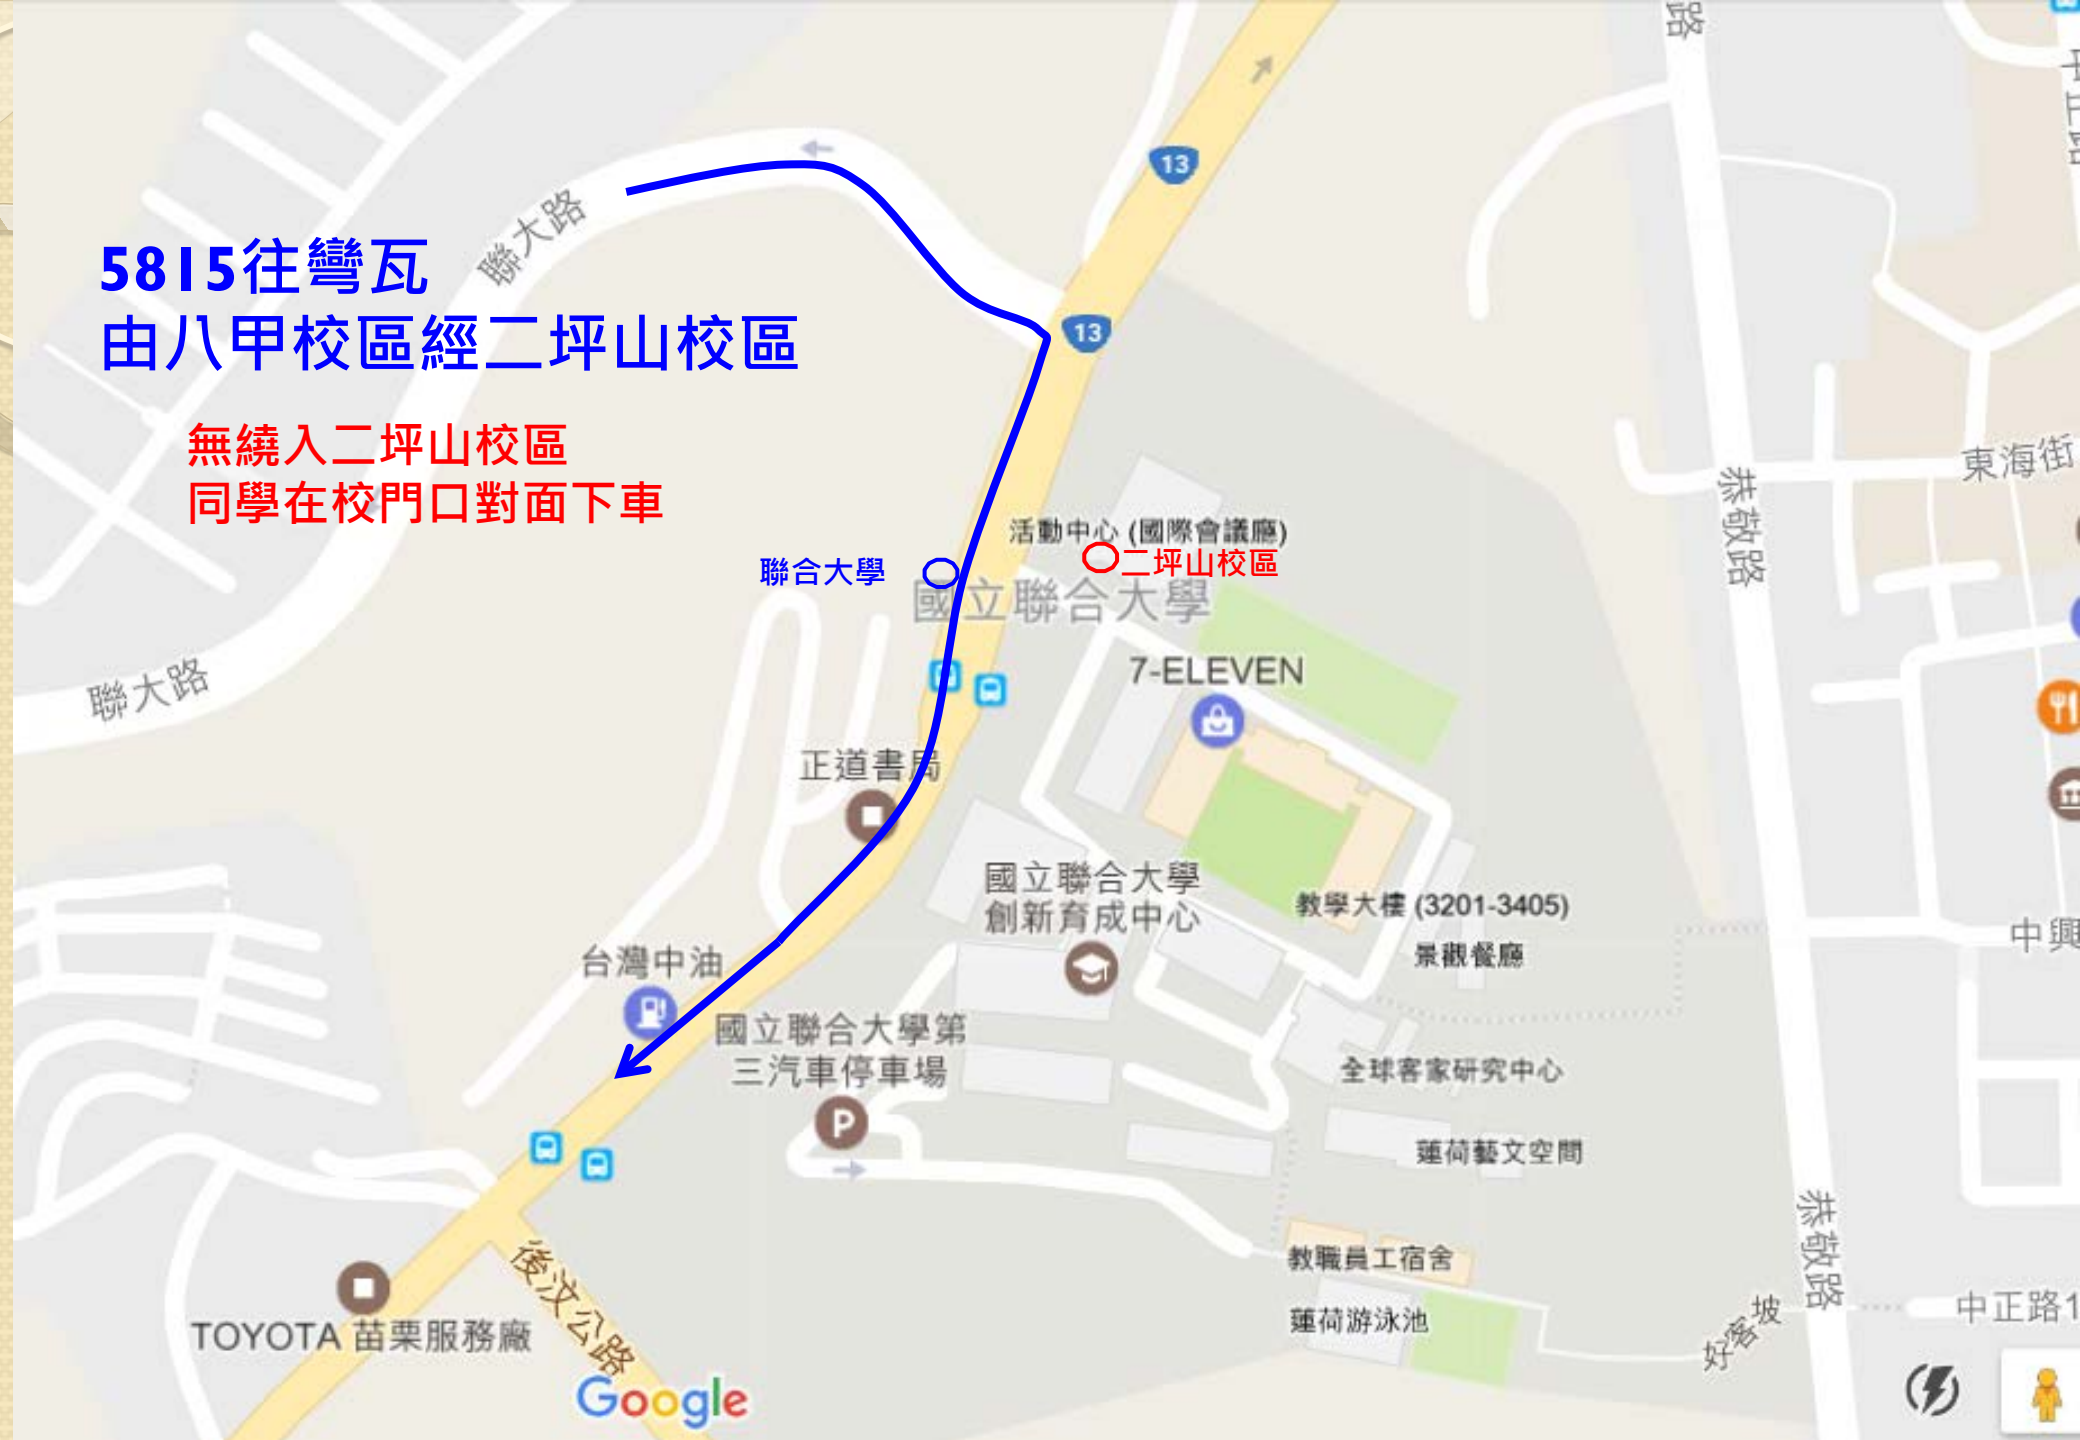 5815往彎瓦
由八甲校區經二坪山校區
無繞入二坪山校區
同學在校門口對面下車
聯合大學
二坪山校區
聯大路
聯大路
13
13
路
中正路
東海街
恭敬路
活動中心 (國際會議廳)
國立聯合大學
7-ELEVEN
正道書局
國立聯合大學
創新育成中心
教學大樓 (3201-3405)
景觀餐廳
中興
台灣中油
國立聯合大學第
三汽車停車場
P
全球客家研究中心
蓮荷藝文空間
恭敬路
教職員工宿舍
蓮荷游泳池
中正路1
好客坡
後汶公路
TOYOTA 苗栗服務廠
Google